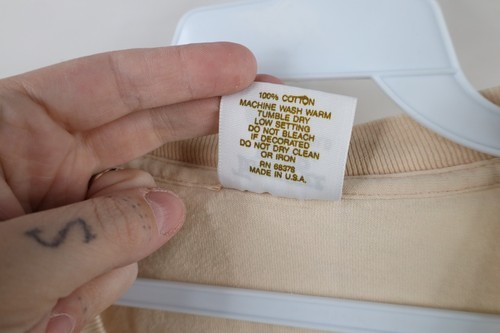 100% COTTON
MACHINE WASH WARM
TUMBLE DRY
LOW SETTING
DO NOT BLEACH
IF DECORATED
DO NOT DRY CLEAN
OR IRON
RN 68378
MADE IN U.S.A.
S